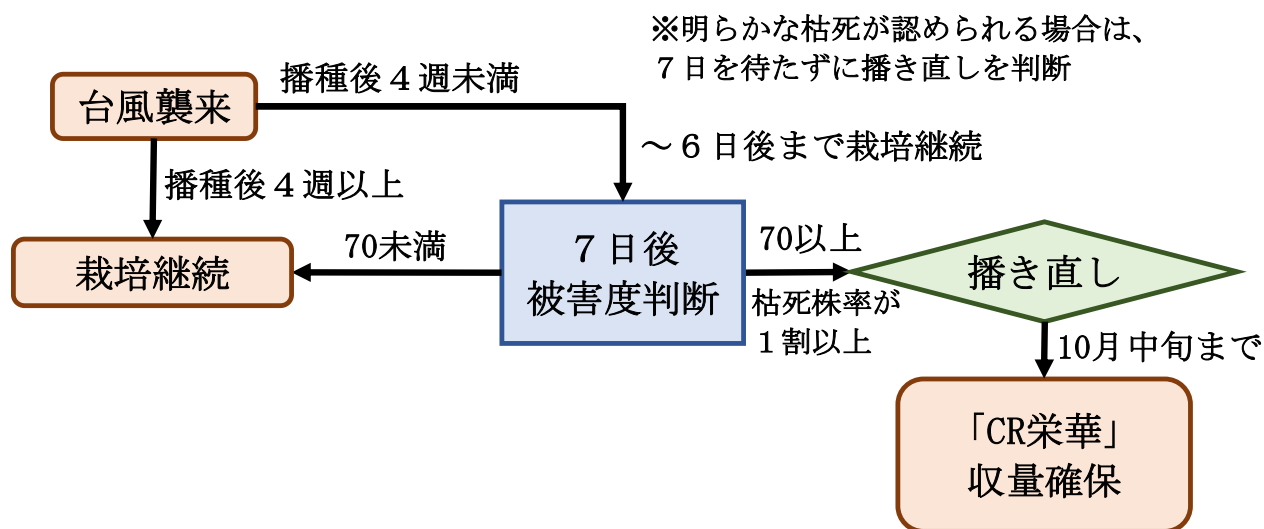 ※明らかな枯死が認められる場合は、
７日を待たずに播き直しを判断
台風襲来
播種後４週未満
～６日後まで栽培継続
播種後４週以上
栽培継続
70未満
７日後
被害度判断
70以上
枯死株率が
１割以上
播き直し
10月中旬まで
「CR栄華」
収量確保